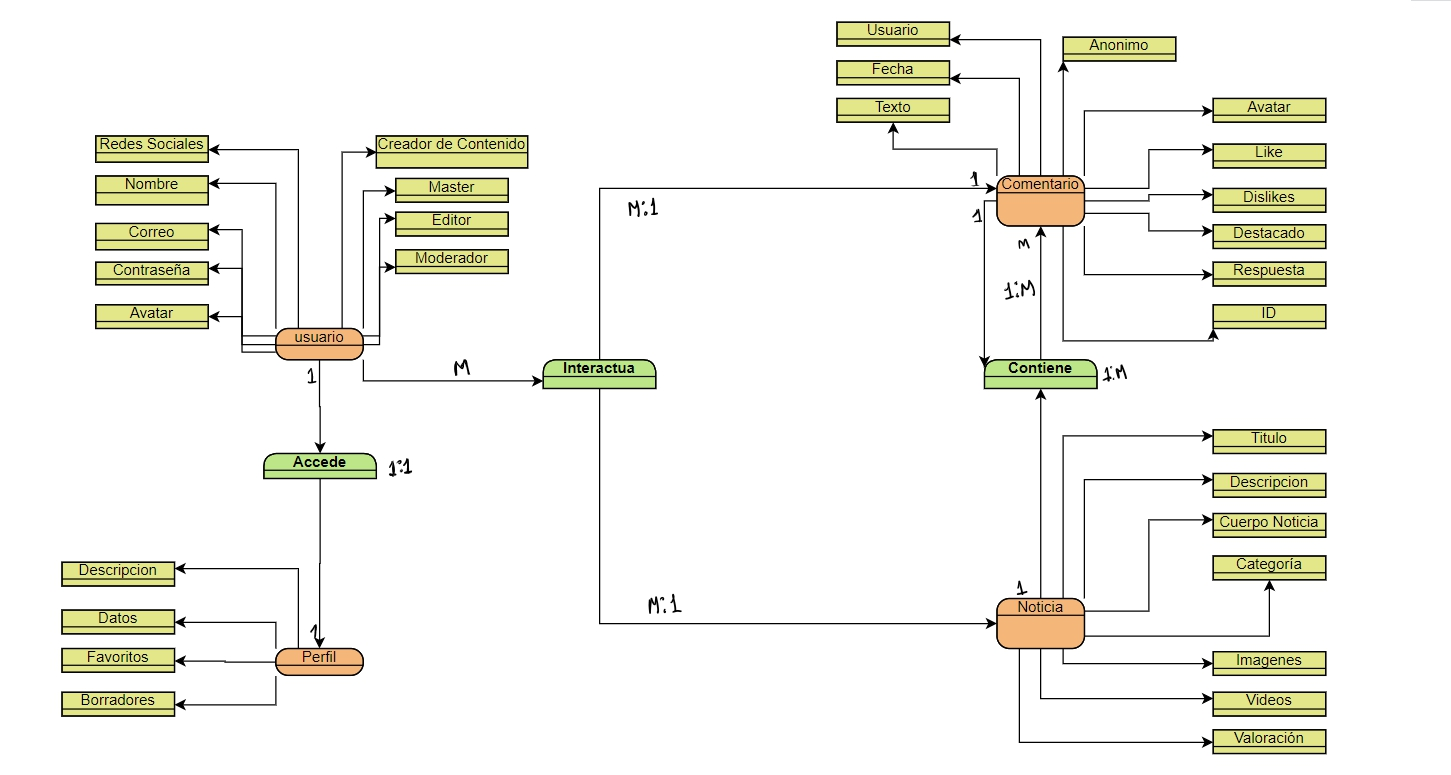 Usuario
Anonimo
Fecha
Texto
Avatar
Redes Sociales
Creador de Contenido
Like
Nombre
Master
1
Comentario
Dislikes
M:1
1
Editor
Correo
Destacado
M
Moderador
Contraseña
Respuesta
1:M
Avatar
ID
usuario
1
M
Interactua
Contiene
1:M
Accede
1:1
Titulo
Descripcion
Cuerpo Noticia
Categoría
Descripcion
1
M:1
Noticia
Datos
1
Favoritos
Perfil
Imagenes
Borradores
Videos
Valoración